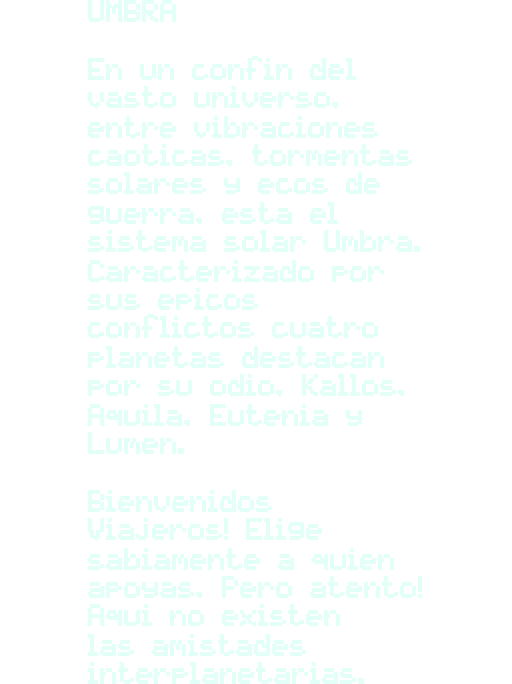 UMBRA
En un confin del
vasto universo,
entre vibraciones
caoticas, tormentas
solares y ecos de
guerra, esta el
sistema solar Umbra.
Caracterizado por
sus epicos
conflictos cuatro
planetas destacan
por su odio. Kallos,
Aquila, Eutenia y
Lumen.
Bienvenidos
Viajeros! Elige
sabiamente a quien
apoyas. Pero atento!
Aqui no existen
las amistades
interplanetarias.